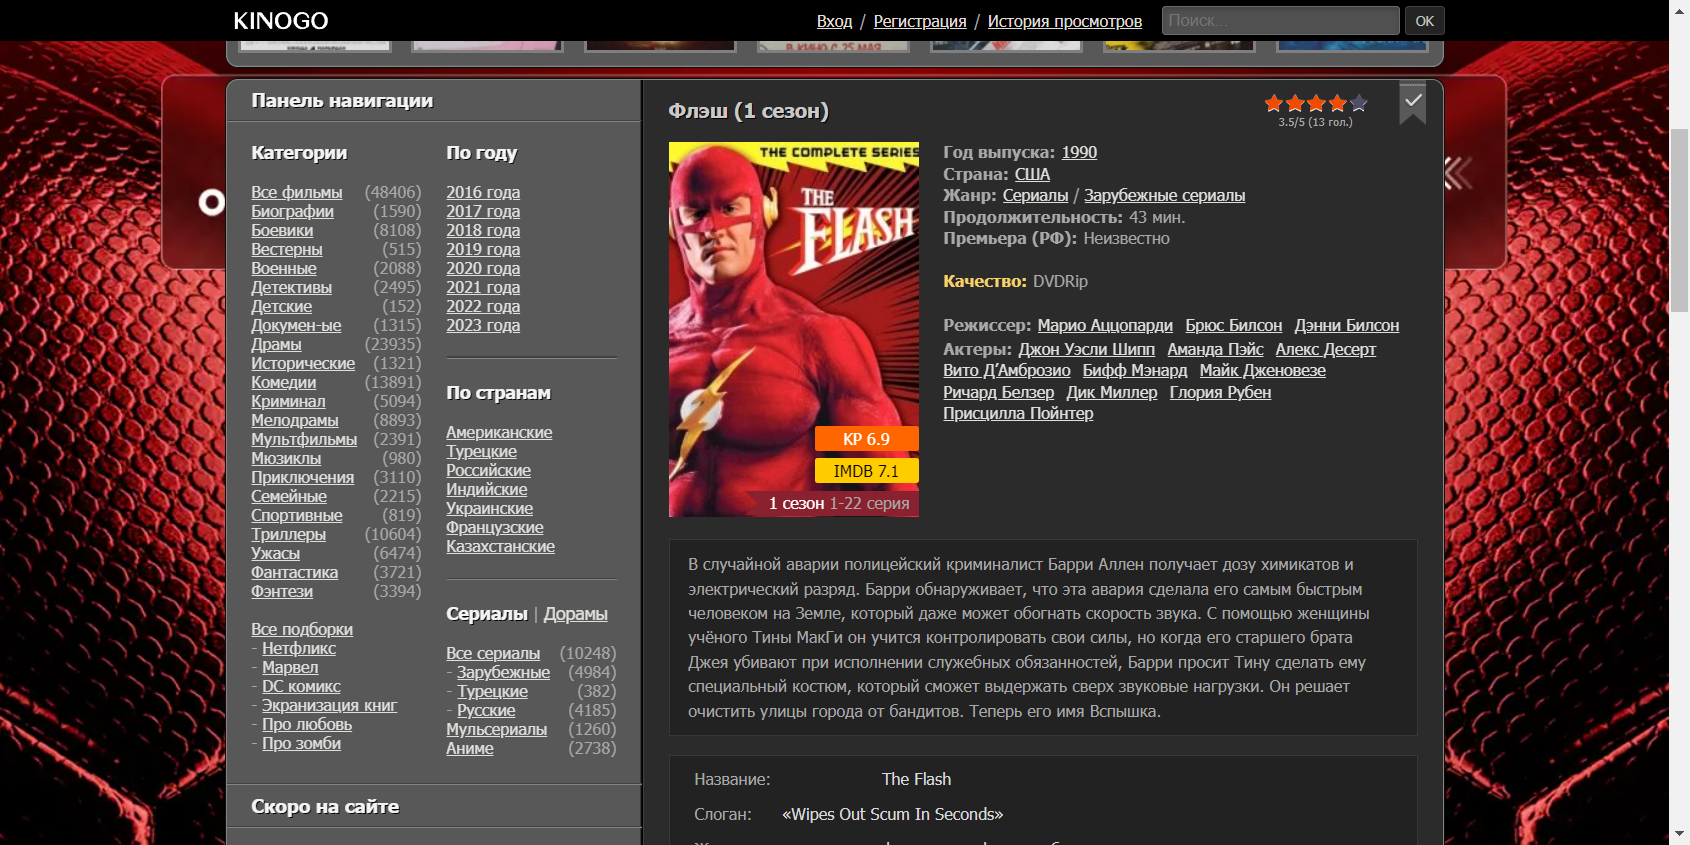 KINOGO
Вход / Регистрация / История просмотров
Поиск...
ОК
В КИНО С 25 МАЯ
Панель навигации
Категории
Все фильмы (48406)
Биографии (1590)
Боевики (8108)
Вестерны (515)
Военные (2088)
Детективы (2495)
Детские (152)
Докумен-ые (1315)
Драмы (23935)
Исторические (1321)
Комедии (13891)
Криминал (5094)
Мелодрамы (8893)
Мультфильмы (2391)
Мюзиклы (980)
Приключения (3110)
Семейные (2215)
Спортивные (819)
Триллеры (10604)
Ужасы (6474)
Фантастика (3721)
Фэнтези (3394)
Все подборки
- Нетфликс
- Марвел
- DC комикс
- Экранизация книг
- Про любовь
- Про зомби
По году
2016 года
2017 года
2018 года
2019 года
2020 года
2021 года
2022 года
2023 года
По странам
Американские
Турецкие
Российские
Индийские
Украинские
Французские
Казахстанские
Сериалы | Дорамы
Все сериалы (10248)
- Зарубежные (4984)
- Турецкие (382)
- Русские (4185)
Мульсериалы (1260)
Аниме (2738)
Скоро на сайте
Флэш (1 сезон)
3.5/5 (13 гол.)
THE COMPLETE SERIES
THE
FLASH
KP 6.9
IMDB 7.1
1 сезон 1-22 серия
Год выпуска: 1990
Страна: США
Жанр: Сериалы / Зарубежные сериалы
Продолжительность: 43 мин.
Премьера (РФ): Неизвестно
Качество: DVDRip
Режиссер: Марио Аццопарди Брюс Билсон Дэнни Билсон
Актеры: Джон Уэсли Шипп Аманда Пэйс Алекс Десерт
Вито Д’Амброзио Бифф Мэнард Майк Дженовезе
Ричард Белзер Дик Миллер Глория Рубен
Присцилла Пойнтер
В случайной аварии полицейский криминалист Барри Аллен получает дозу химикатов и
электрический разряд. Барри обнаруживает, что эта авария сделала его самым быстрым
человеком на Земле, который даже может обогнать скорость звука. С помощью женщины
учёного Тины МакГи он учится контролировать свои силы, но когда его старшего брата
Джея убивают при исполнении служебных обязанностей, Барри просит Тину сделать ему
специальный костюм, который сможет выдержать сверх звуковые нагрузки. Он решает
очистить улицы города от бандитов. Теперь его имя Вспышка.
Название: The Flash
Слоган: «Wipes Out Scum In Seconds»